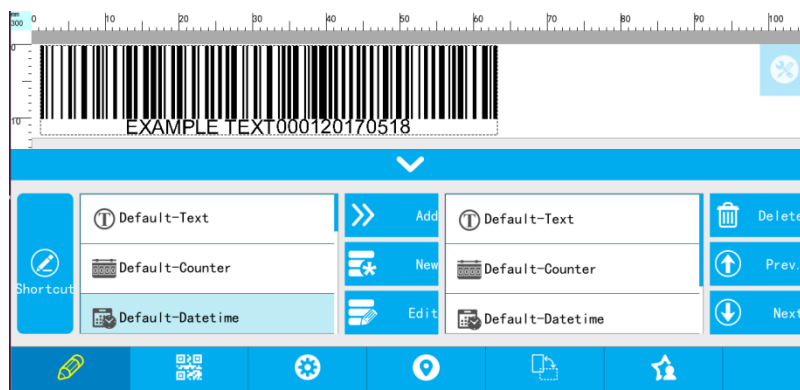 mm 0 10 20 30 40 50 60 70 80 90 100
300
0
10
EXAMPLE TEXT000120170518
Default-Text Add Default-Text Delete
Shortcut Default-Counter New Default-Counter Prev.
Default-Datetime Edit Default-Datetime Next